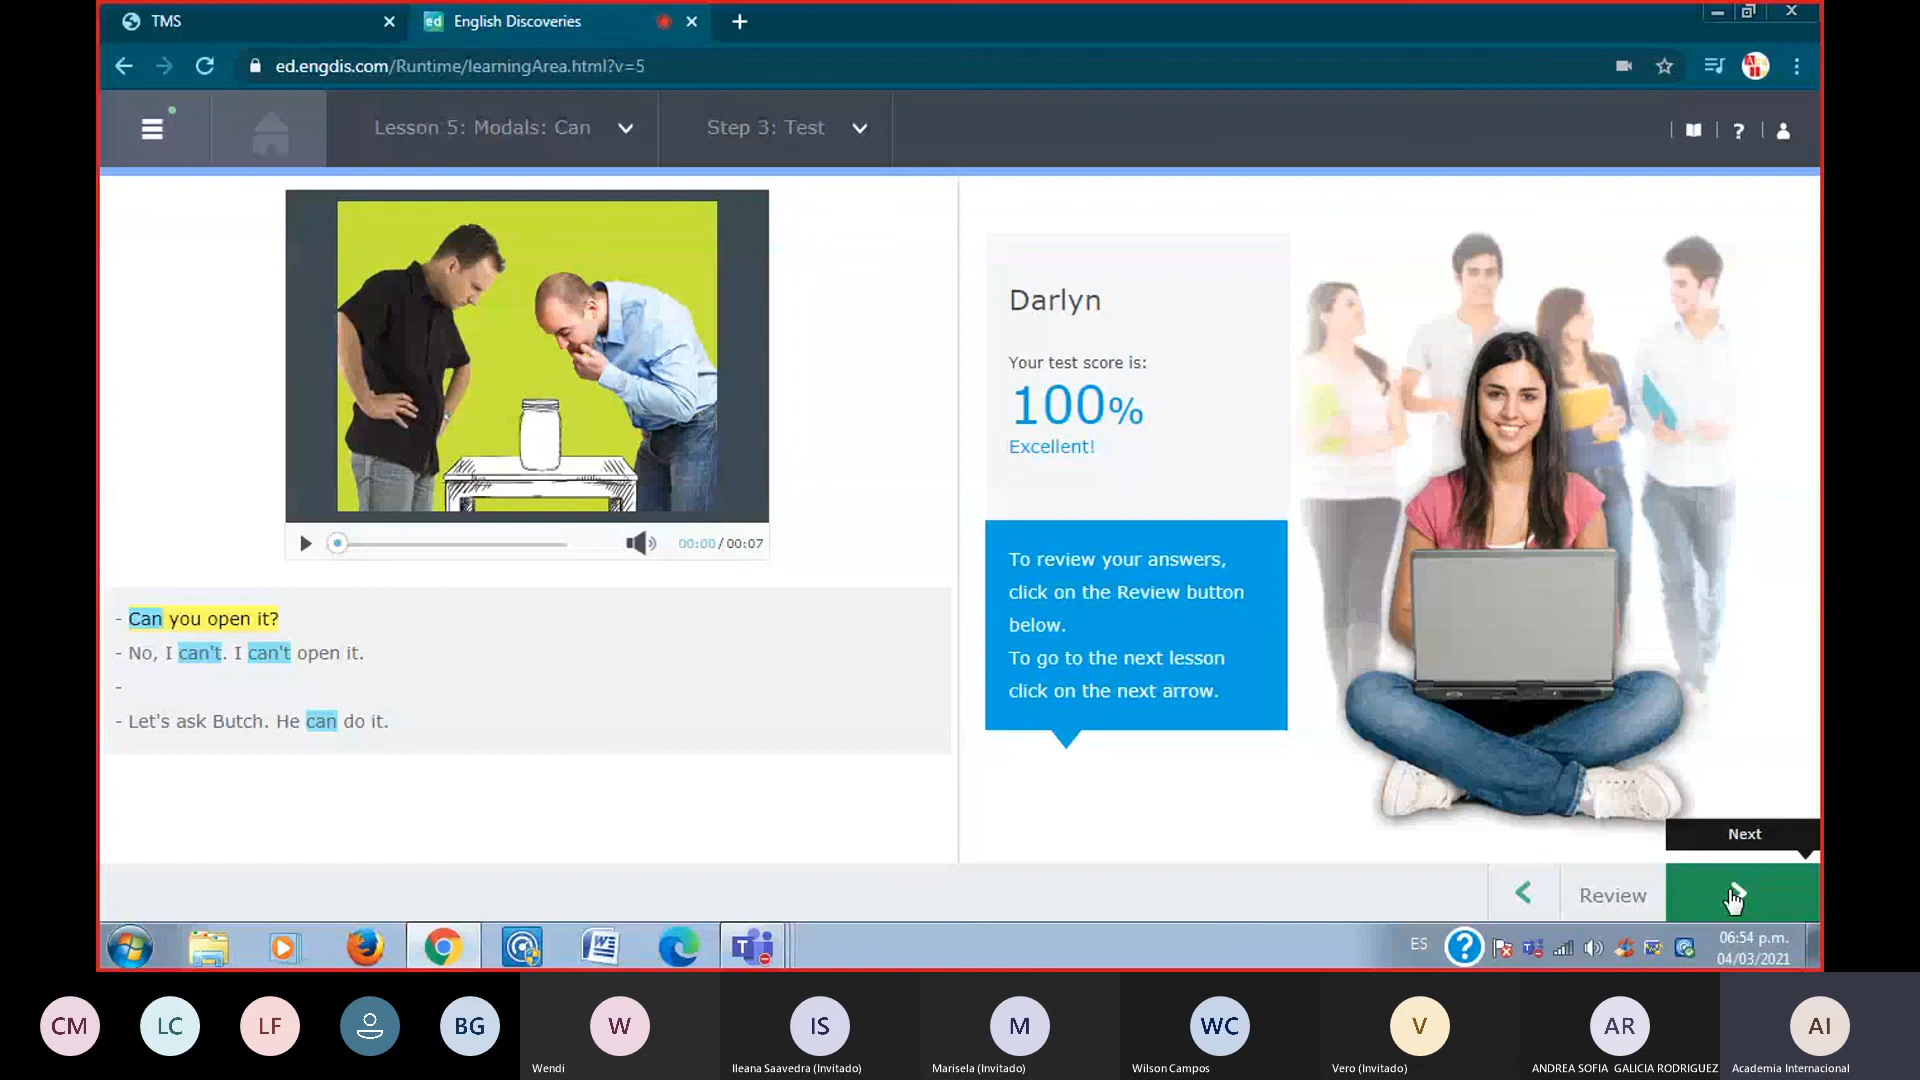 TMS
ed English Discoveries
ed.engdis.com/Runtime/learningArea.html?v=5
Lesson 5: Modals: Can
Step 3: Test
?
Darlyn
Your test score is:
100%
Excellent!
00:00 / 00:07
To review your answers,
click on the Review button
below.
To go to the next lesson
click on the next arrow.
- Can you open it?
- No, I can't. I can't open it.
-
- Let's ask Butch. He can do it.
Next
Review
ES
?
06:54 p.m.
04/03/2021
CM
LC
LF
BG
W
IS
M
WC
V
AR
AI
Wendi
Ileana Saavedra (Invitado)
Marisela (Invitado)
Wilson Campos
Vero (Invitado)
ANDREA SOFIA GALICIA RODRIGUEZ
Academia Internacional